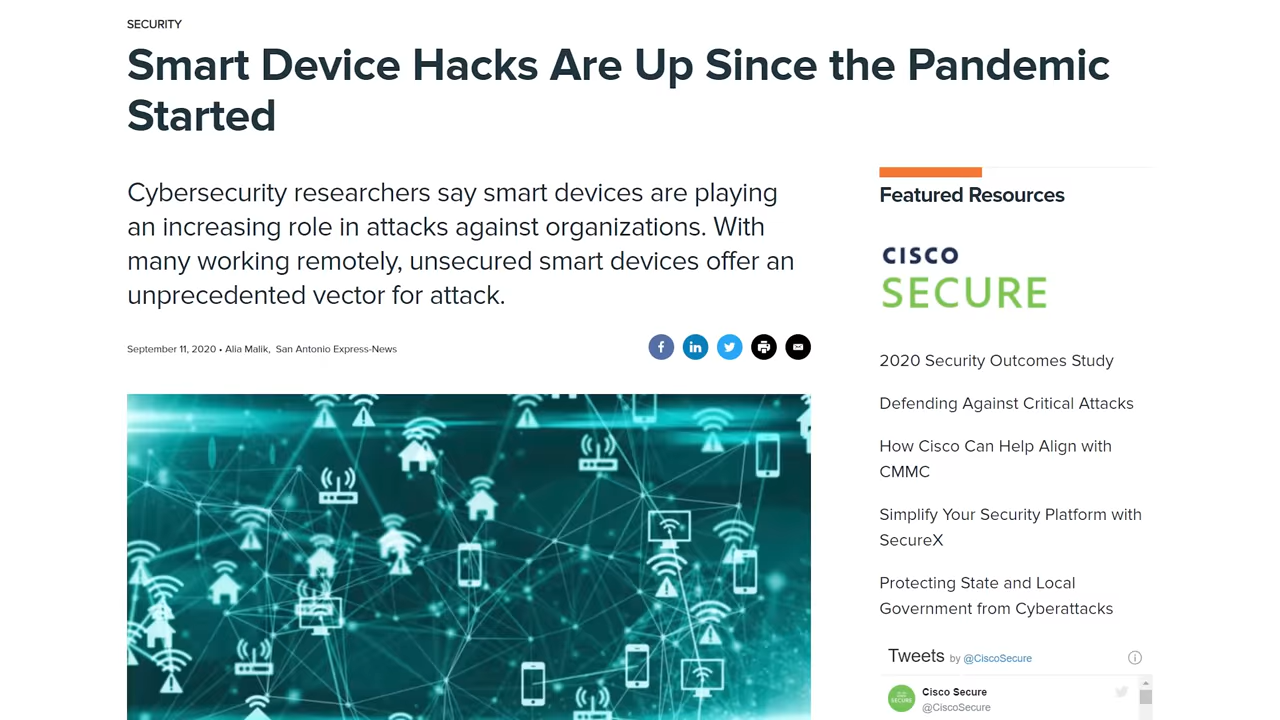 SECURITY
Smart Device Hacks Are Up Since the Pandemic
Started
Cybersecurity researchers say smart devices are playing
an increasing role in attacks against organizations. With
many working remotely, unsecured smart devices offer an
unprecedented vector for attack.
September 11, 2020 • Alia Malik, San Antonio Express-News
Featured Resources
CISCO
SECURE
2020 Security Outcomes Study
Defending Against Critical Attacks
How Cisco Can Help Align with
CMMC
Simplify Your Security Platform with
SecureX
Protecting State and Local
Government from Cyberattacks
Tweets by @CiscoSecure
Cisco Secure
@CiscoSecure